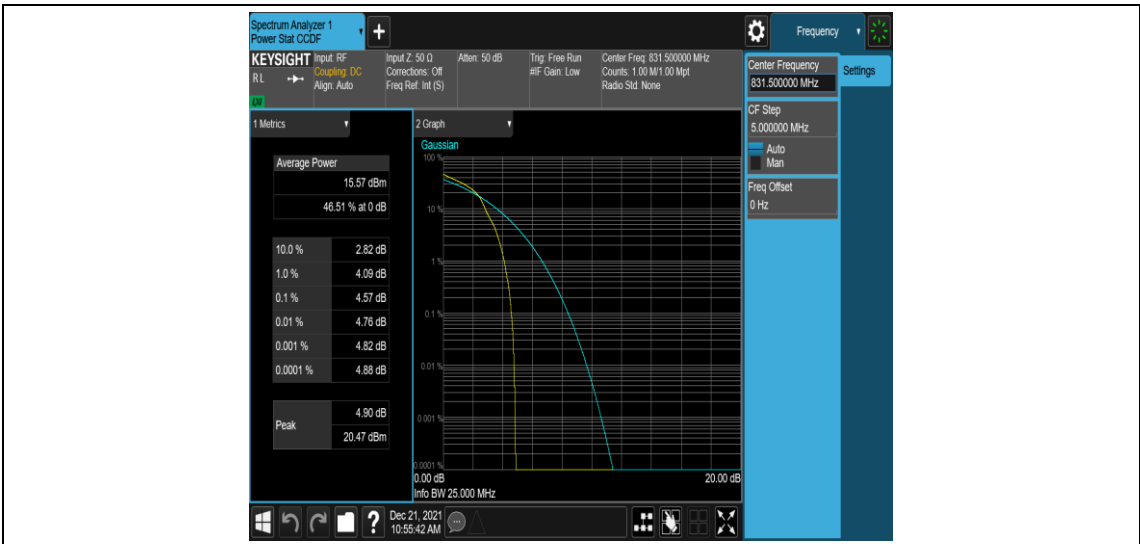 Spectrum Analyzer 1
Power Stat CCDF
+
Frequency
KEYSIGHT
RL
LXI
Input: RF
Coupling: DC
Align: Auto
Input Z: 50 Ω
Corrections: Off
Freq Ref: Int (S)
Atten: 50 dB
Trig: Free Run
#IF Gain: Low
Center Freq: 831.500000 MHz
Counts: 1.00 M/1.00 Mpt
Radio Std: None
Center Frequency
831.500000 MHz
Settings
CF Step
5.000000 MHz
Auto
Man
Freq Offset
0 Hz
1 Metrics
Average Power
15.57 dBm
46.51 % at 0 dB
10.0 % 2.82 dB
1.0 % 4.09 dB
0.1 % 4.57 dB
0.01 % 4.76 dB
0.001 % 4.82 dB
0.0001 % 4.88 dB
Peak 4.90 dB
20.47 dBm
2 Graph
Gaussian
100 %
10 %
1 %
0.1 %
0.01 %
0.001 %
0.0001 %
0.00 dB 20.00 dB
Info BW 25.000 MHz
? Dec 21, 2021
10:55:42 AM